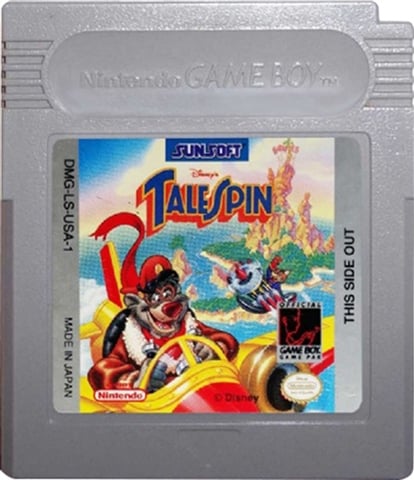 Nintendo GAME BOY™
SUNSOFT
Disney's
TALESPIN
DMG-LS-USA-1
MADE IN JAPAN
THIS SIDE OUT
OFFICIAL
GAME BOY
GAME PAK
Nintendo
© Disney
Nintendo